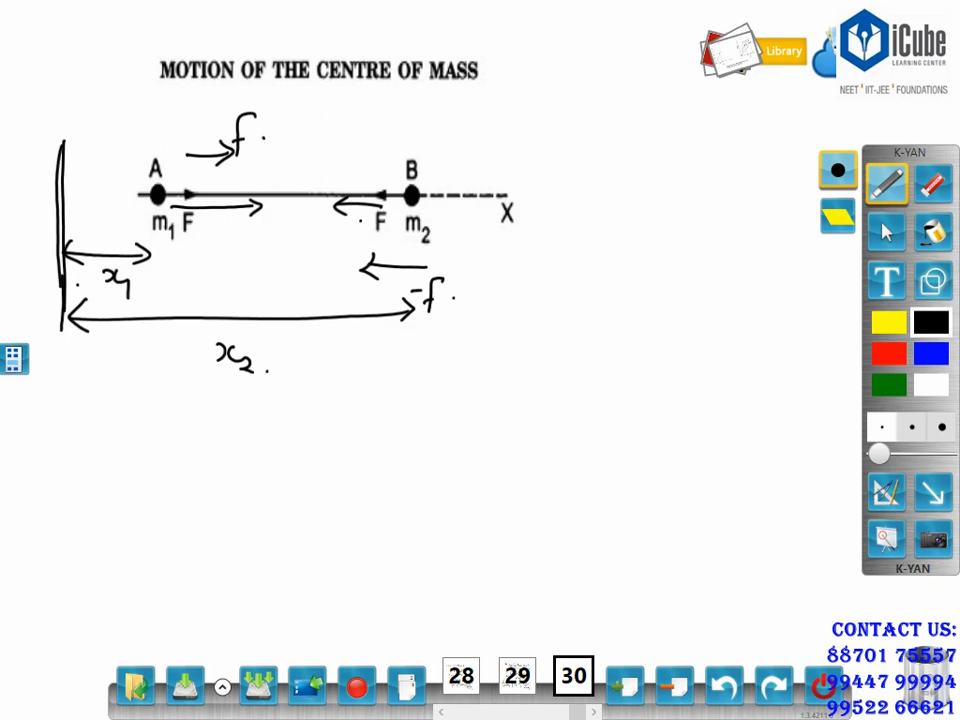 Library
iCube
LEARNING CENTER
NEET ' IIT-JEE ' FOUNDATIONS
MOTION OF THE CENTRE OF MASS
f.
A
B
m1 F
F m2
X
x1
-f.
x2.
K-YAN
T
K-YAN
CONTACT US:
88701 75557
99447 99994
99522 66621
28 29 30